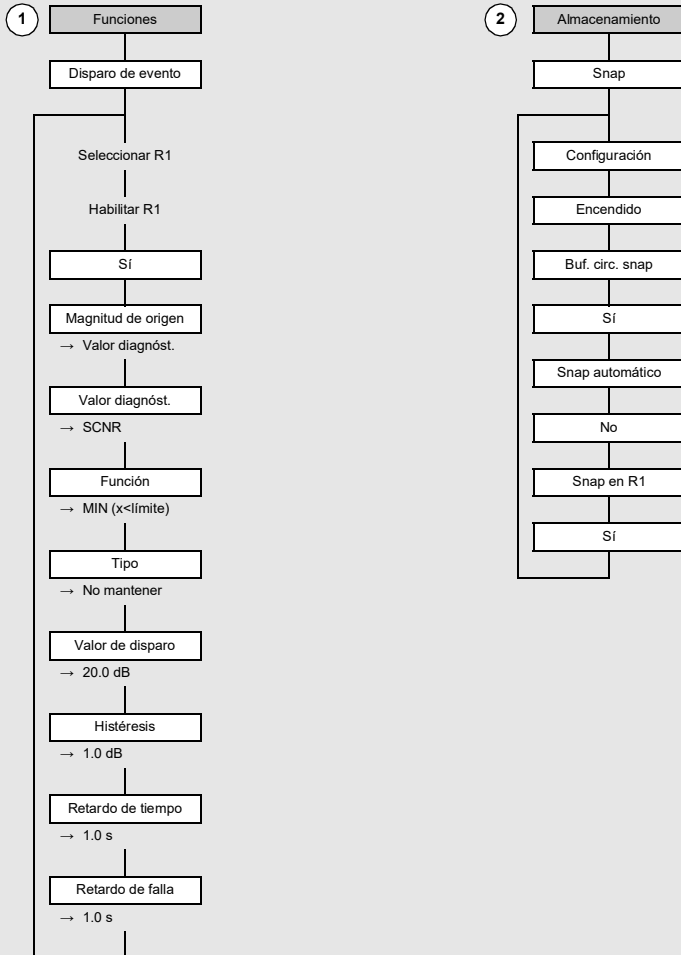 1
Funciones
Disparo de evento
Seleccionar R1
Habilitar R1
Sí
Magnitud de origen
→ Valor diagnóst.
Valor diagnóst.
→ SCNR
Función
→ MIN (x<límite)
Tipo
→ No mantener
Valor de disparo
→ 20.0 dB
Histéresis
→ 1.0 dB
Retardo de tiempo
→ 1.0 s
Retardo de falla
→ 1.0 s
2
Almacenamiento
Snap
Configuración
Encendido
Buf. circ. snap
Sí
Snap automático
No
Snap en R1
Sí